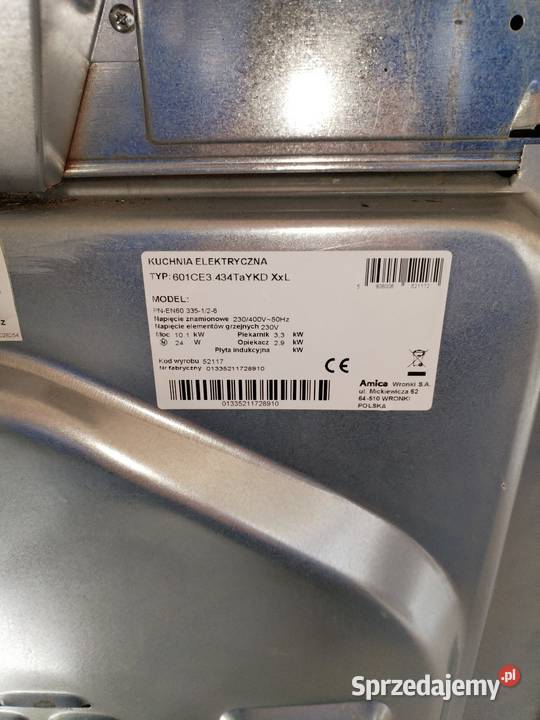 KUCHNIA ELEKTRYCZNA
TYP: 601CE3.434TaYKD XxL
MODEL:
PN-EN60 335-1/2-6
Napięcie znamionowe 230/400V~50Hz
Napięcie elementów grzejnych 230V
Moc 10.1 kW Piekarnik 3.3 kW
M 24 W Opiekacz 2.9 kW
Płyta indukcyjna kW
Kod wyrobu 52117
Nr fabryczny 01335211728910
01335211728910
5 906006 521172
CE
Amica Wronki S.A.
ul. Mickiewicza 52
64-510 WRONKI
POLSKA
Sprzedajemy.pl